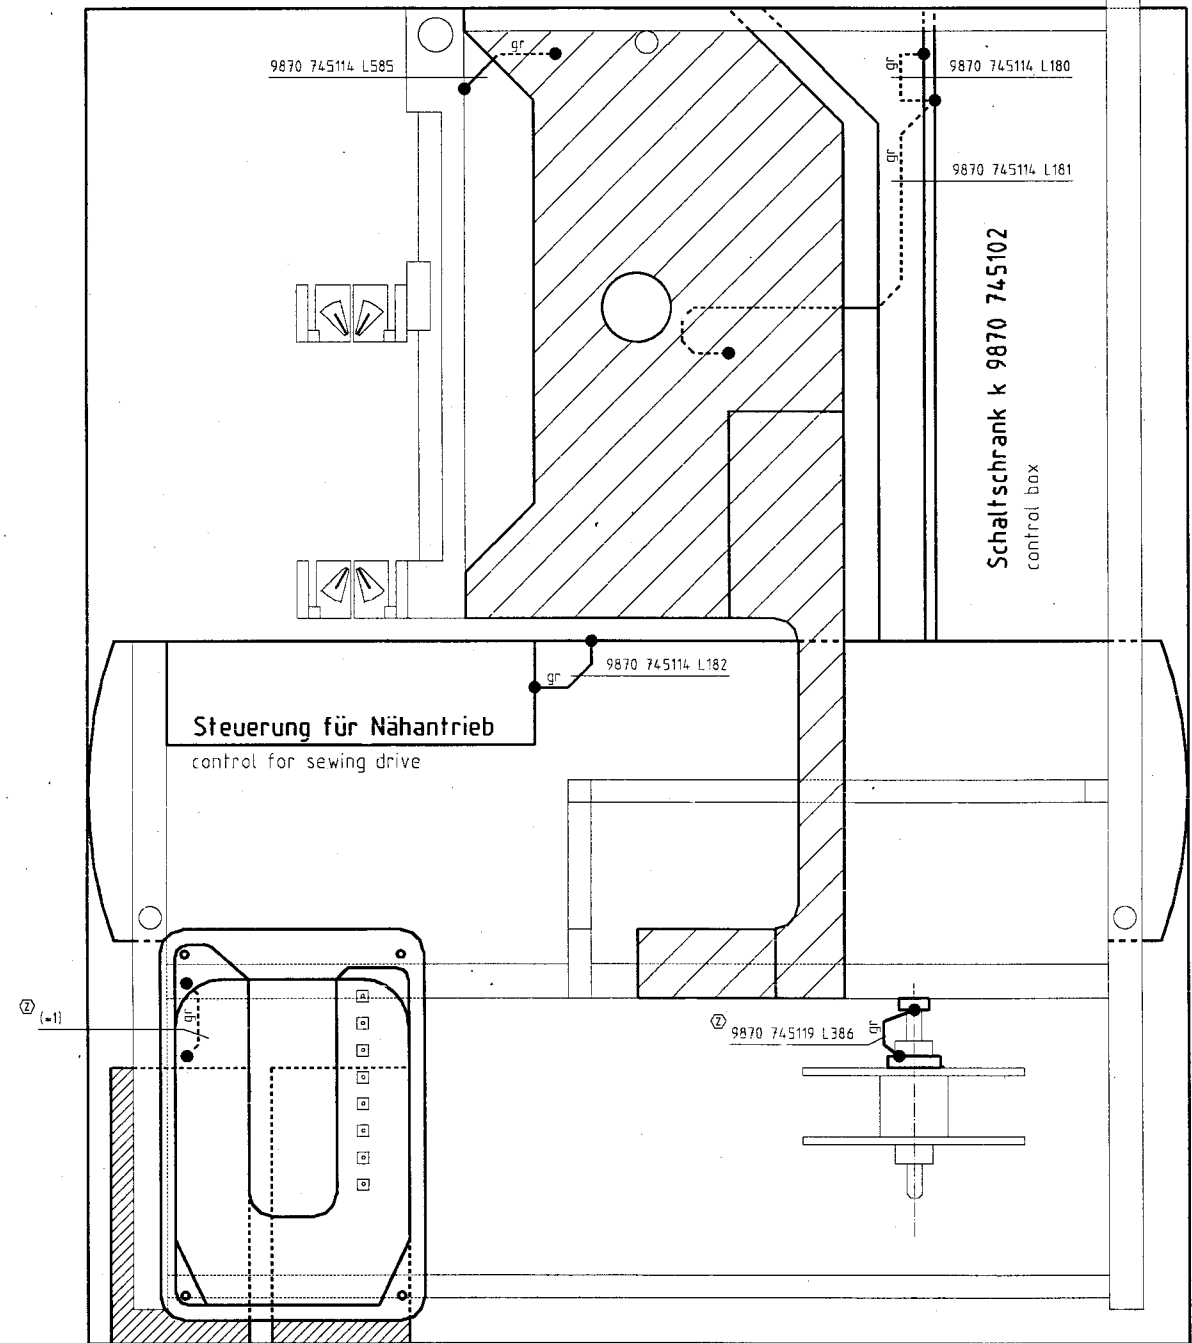 gr
9870 745114 L585
gr
9870 745114 L180
gr
9870 745114 L181
Schaltschrank k 9870 745102
control box
gr
9870 745114 L182
Steuerung für Nähantrieb
control for sewing drive
Z
(*1)
gr
Z
9870 745119 L386
gr